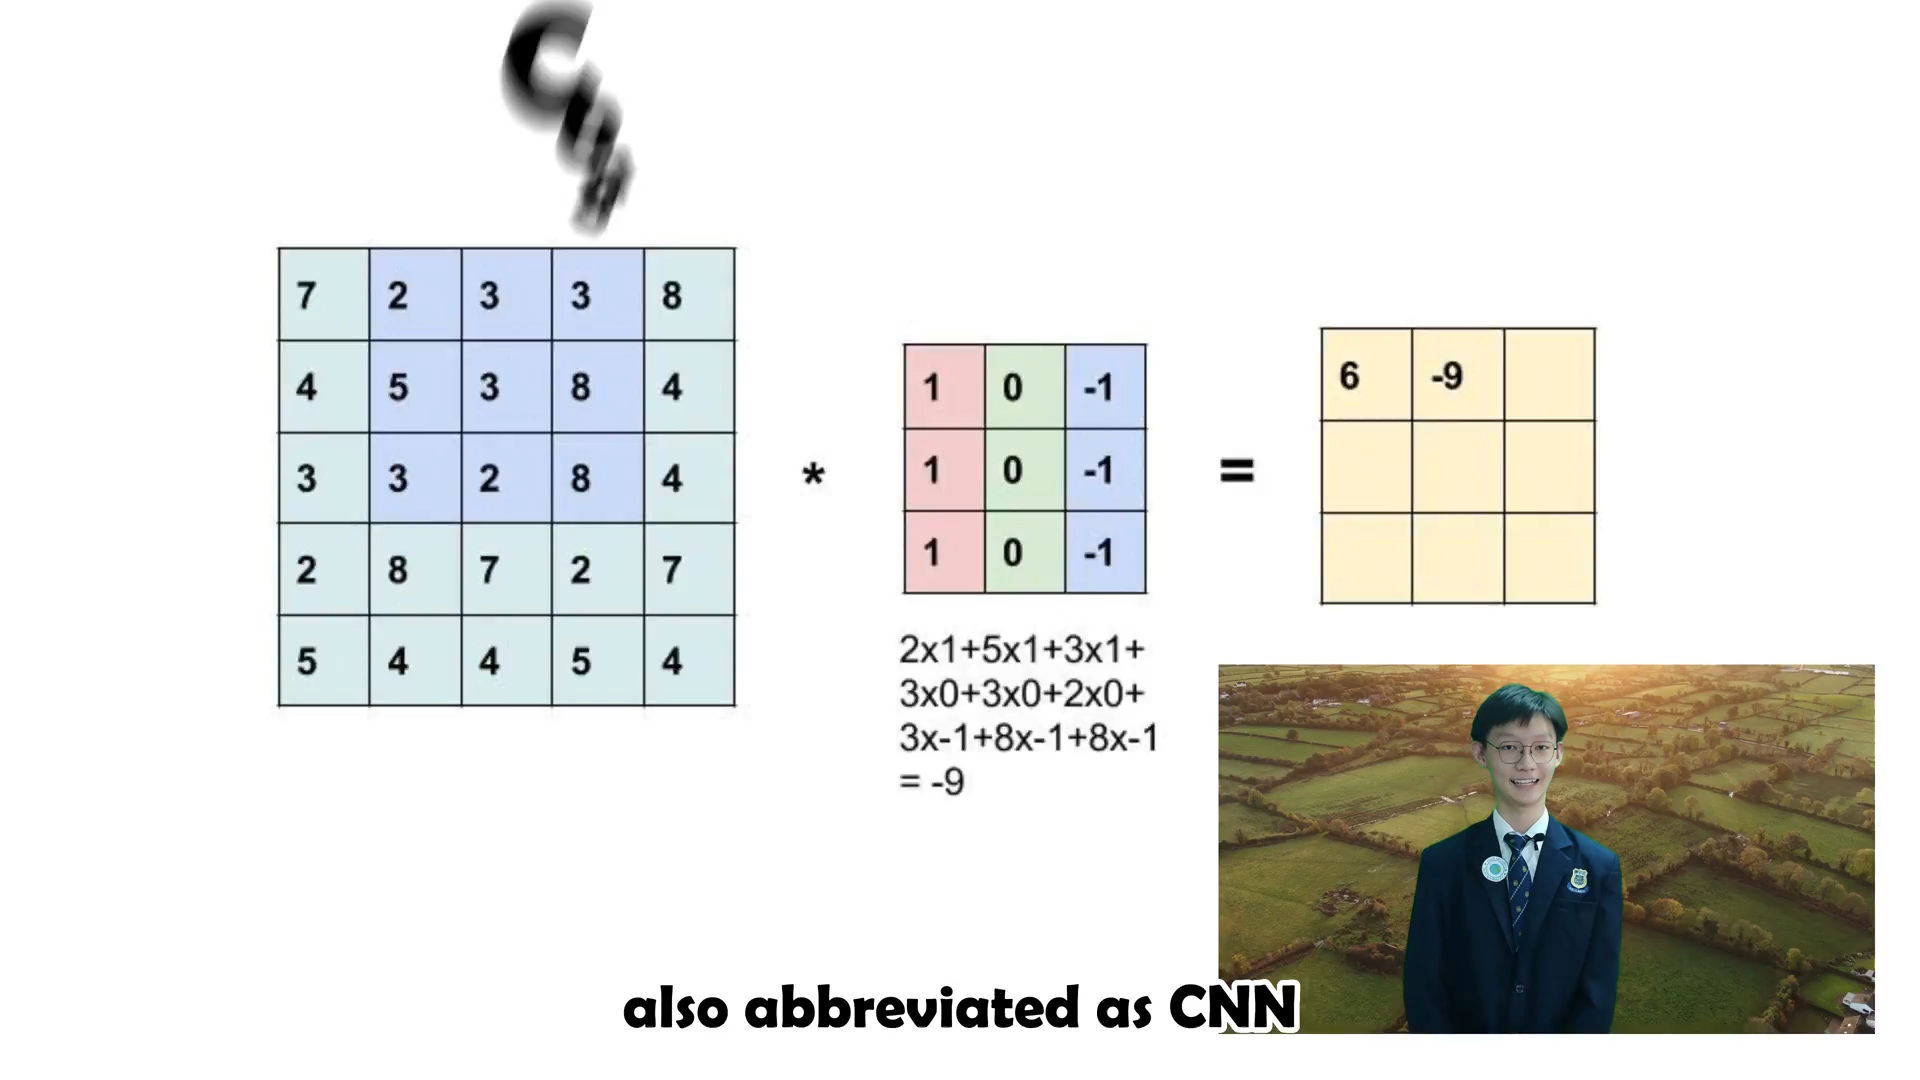 CNN
7 2 3 3 8
4 5 3 8 4
3 3 2 8 4
2 8 7 2 7
5 4 4 5 4
*
1 0 -1
1 0 -1
1 0 -1
=
6 -9
2x1+5x1+3x1+
3x0+3x0+2x0+
3x-1+8x-1+8x-1
= -9
also abbreviated as CNN